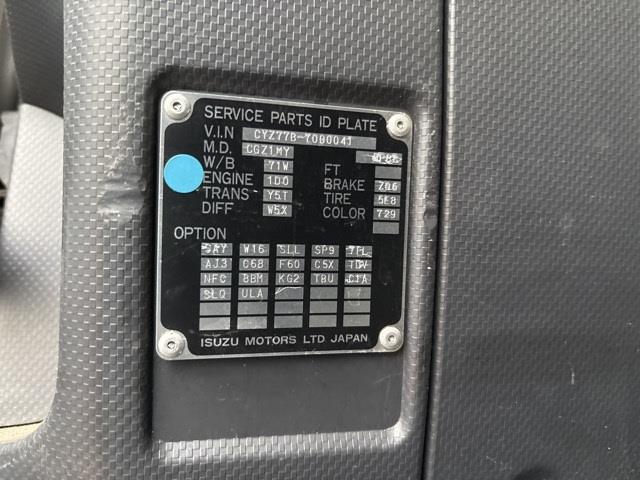 SERVICE PARTS ID PLATE
V.I.N CYZ77B-7000041
M.D. CGZ1MY
W/B 71W FT
ENGINE 1D0 BRAKE Z06
TRANS Y5T TIRE 5E8
DIFF W5X COLOR 729
OPTION
W16 SLL SP9
AJ3 C6B F60 C5X
NFC BBM KG2 TBU C1A
SLQ ULA
ISUZU MOTORS LTD JAPAN